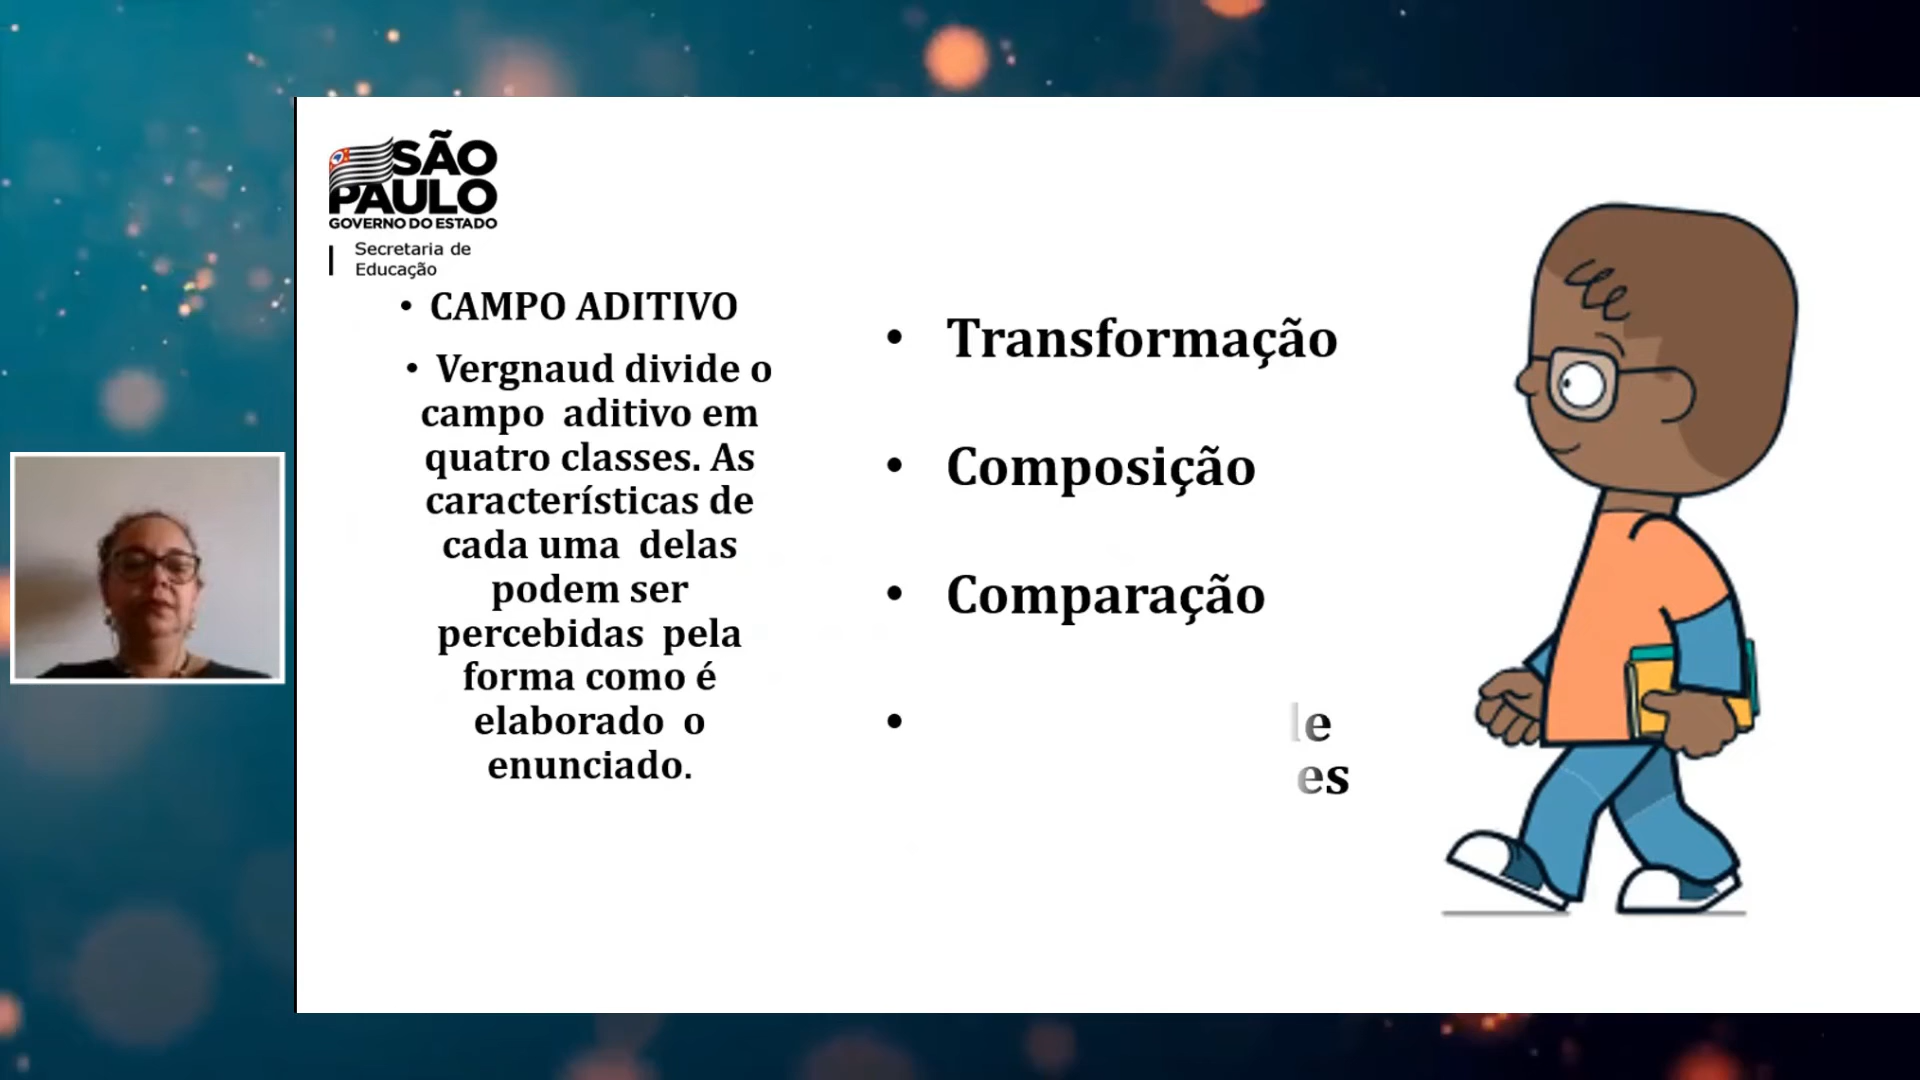 SÃO
PAULO
GOVERNO DO ESTADO
Secretaria de
Educação
• CAMPO ADITIVO
• Vergnaud divide o
campo aditivo em
quatro classes. As
características de
cada uma delas
podem ser
percebidas pela
forma como é
elaborado o
enunciado.
• Transformação
• Composição
• Comparação